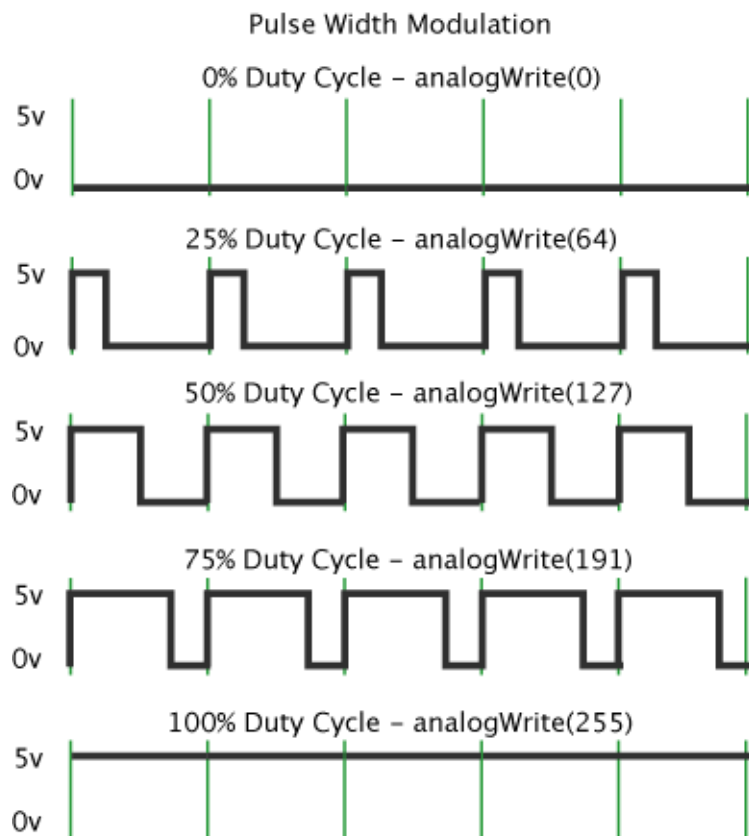 Pulse Width Modulation
0% Duty Cycle – analogWrite(0)
5v
0v
25% Duty Cycle – analogWrite(64)
5v
0v
50% Duty Cycle – analogWrite(127)
5v
0v
75% Duty Cycle – analogWrite(191)
5v
0v
100% Duty Cycle – analogWrite(255)
5v
0v